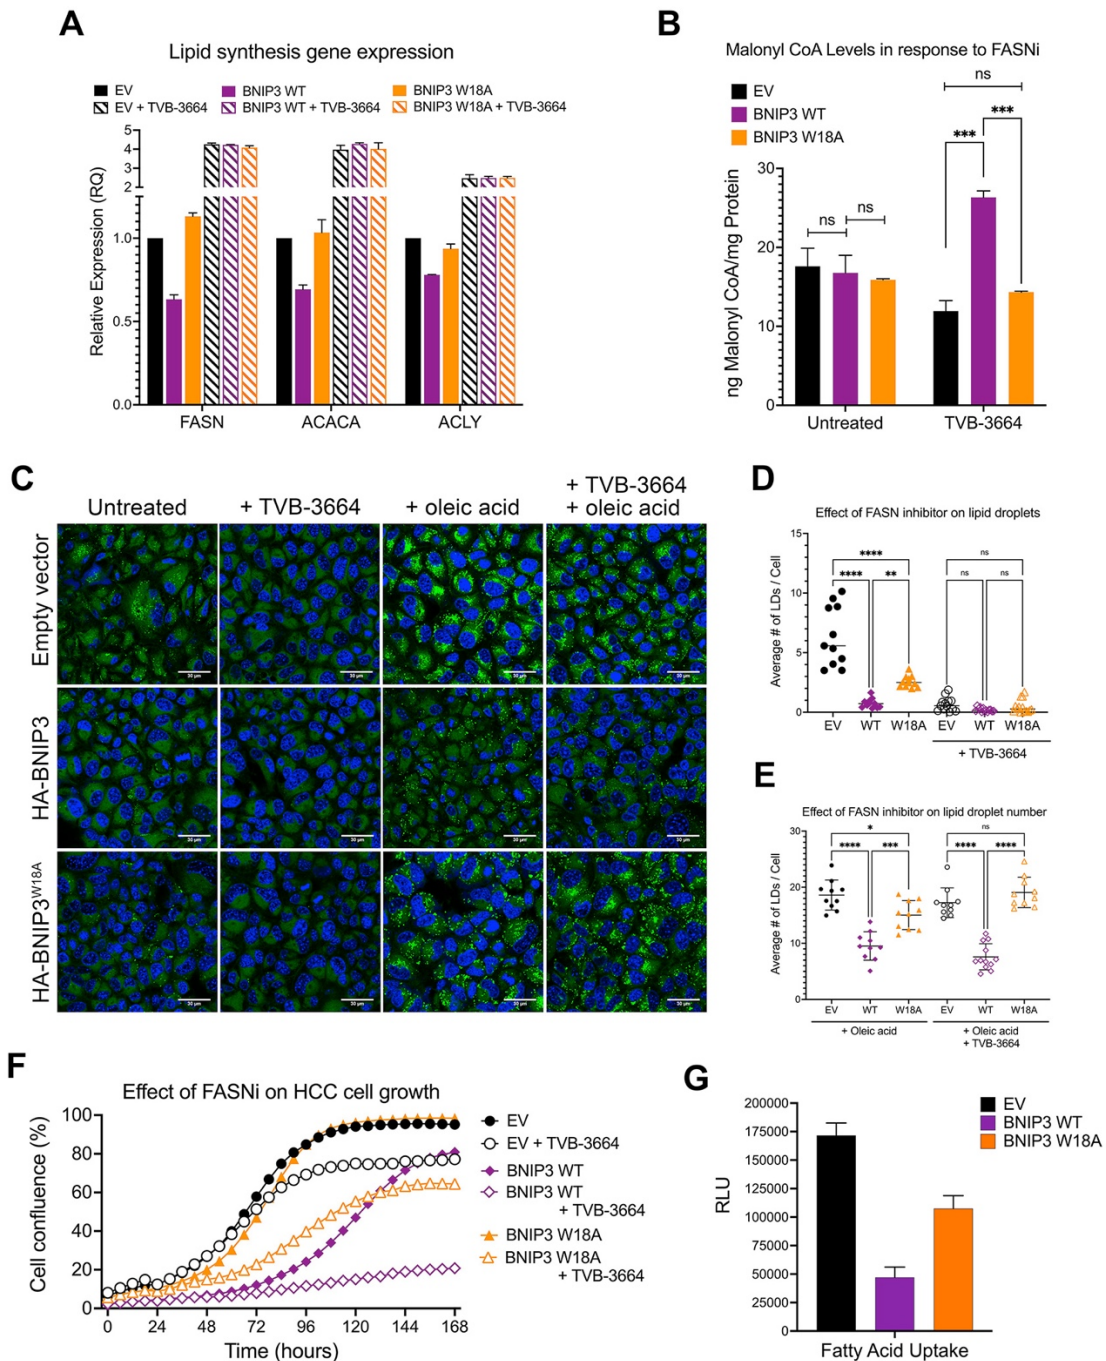 A
Lipid synthesis gene expression
EV
BNIP3 WT
BNIP3 W18A
EV + TVB-3664
BNIP3 WT + TVB-3664
BNIP3 W18A + TVB-3664
Relative Expression (RQ)
5
4
3
2
1.0
0.5
0.0
FASN
ACACA
ACLY
B
Malonyl CoA Levels in response to FASNi
EV
BNIP3 WT
BNIP3 W18A
ns
***
***
ns
ns
ng Malonyl CoA/mg Protein
30
20
10
0
Untreated
TVB-3664
C
Untreated
+ TVB-3664
+ oleic acid
+ TVB-3664
+ oleic acid
Empty vector
HA-BNIP3
HA-BNIP3W18A
D
Effect of FASN inhibitor on lipid droplets
Average # of LDs / Cell
15
10
5
0
****
****
**
ns
ns
ns
EV
WT
W18A
EV
WT
W18A
+ TVB-3664
E
Effect of FASN inhibitor on lipid droplet number
Average # of LDs / Cell
30
20
10
0
*
****
***
ns
****
****
EV
WT
W18A
EV
WT
W18A
+ Oleic acid
+ Oleic acid
+ TVB-3664
F
Effect of FASNi on HCC cell growth
Cell confluence (%)
100
80
60
40
20
0
0
24
48
72
96
120
144
168
Time (hours)
EV
EV + TVB-3664
BNIP3 WT
BNIP3 WT
+ TVB-3664
BNIP3 W18A
BNIP3 W18A
+ TVB-3664
G
EV
BNIP3 WT
BNIP3 W18A
RLU
200000
175000
150000
125000
100000
75000
50000
25000
0
Fatty Acid Uptake